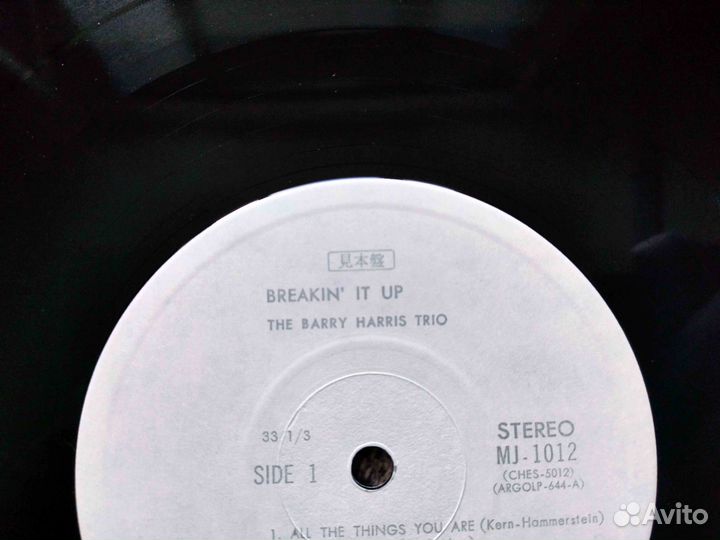 見本盤
BREAKIN' IT UP
THE BARRY HARRIS TRIO
33 1/3
SIDE 1
STEREO
MJ-1012
(CHES-5012)
(ARGOLP-644-A)
1. ALL THE THINGS YOU ARE (Kern-Hammerstein)
Avito